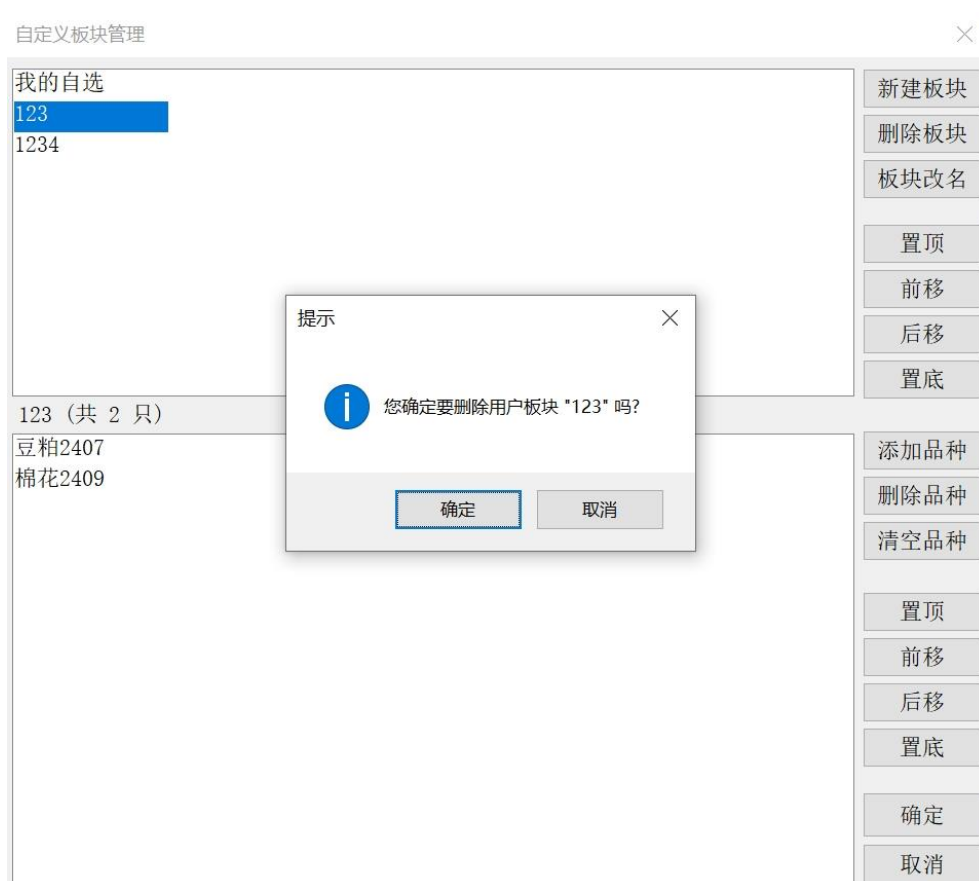 自定义板块管理
我的自选
123
1234
新建板块
删除板块
板块改名
置顶
前移
后移
置底
提示
您确定要删除用户板块 "123" 吗?
确定
取消
123 (共 2 只)
豆粕2407
棉花2409
添加品种
删除品种
清空品种
置顶
前移
后移
置底
确定
取消